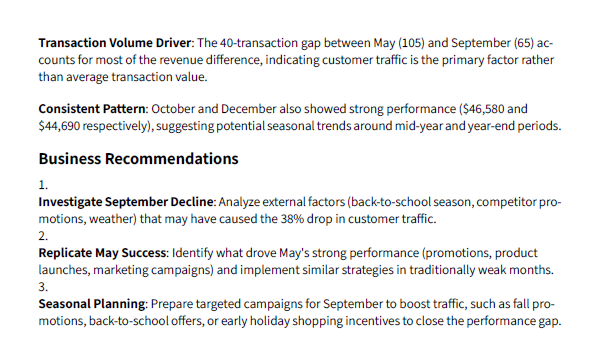 Transaction Volume Driver: The 40-transaction gap between May (105) and September (65) ac-
counts for most of the revenue difference, indicating customer traffic is the primary factor rather
than average transaction value.
Consistent Pattern: October and December also showed strong performance ($46,580 and
$44,690 respectively), suggesting potential seasonal trends around mid-year and year-end periods.
Business Recommendations
1.
Investigate September Decline: Analyze external factors (back-to-school season, competitor pro-
motions, weather) that may have caused the 38% drop in customer traffic.
2.
Replicate May Success: Identify what drove May's strong performance (promotions, product
launches, marketing campaigns) and implement similar strategies in traditionally weak months.
3.
Seasonal Planning: Prepare targeted campaigns for September to boost traffic, such as fall pro-
motions, back-to-school offers, or early holiday shopping incentives to close the performance gap.